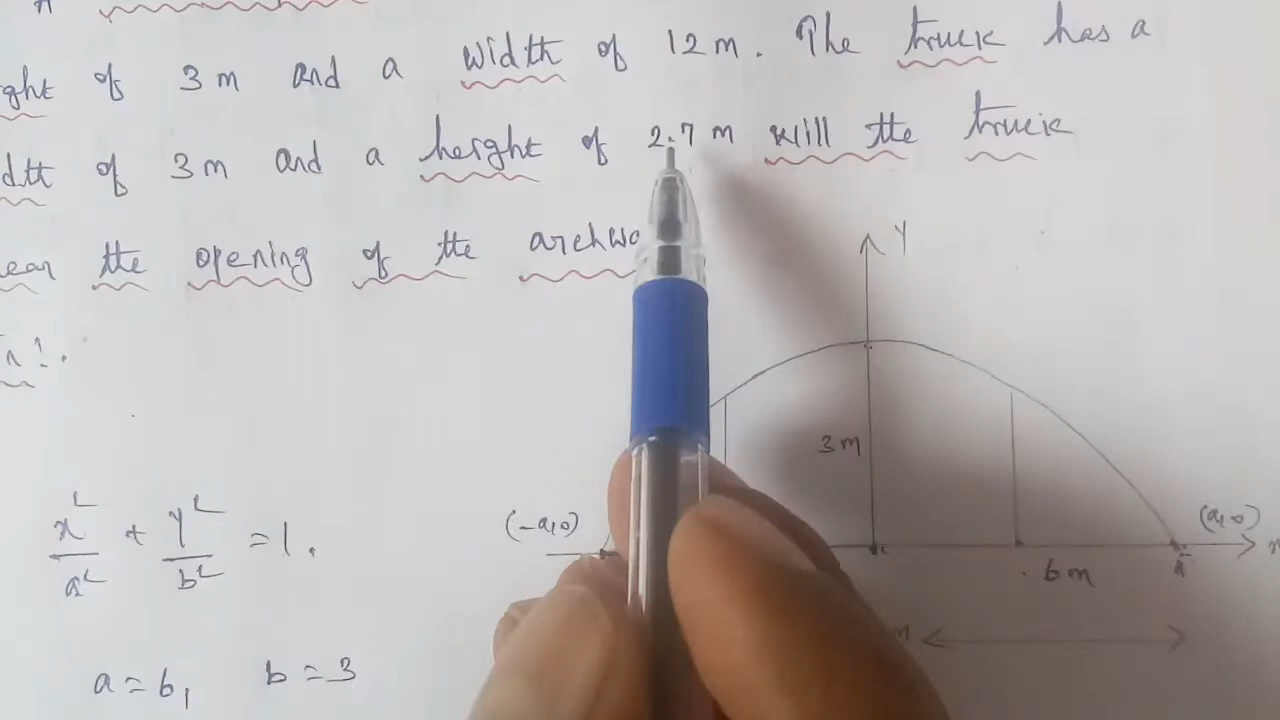 ght of 3 m and a width of 12 m. The truck has a
dth of 3 m and a height of 2.7 m will the truck
ear the opening of the archwa
n:.
Y
3 m
x²/a² + y²/b² = 1.
(-a,0)
(a,0)
6 m
A
m
a = 6, b = 3